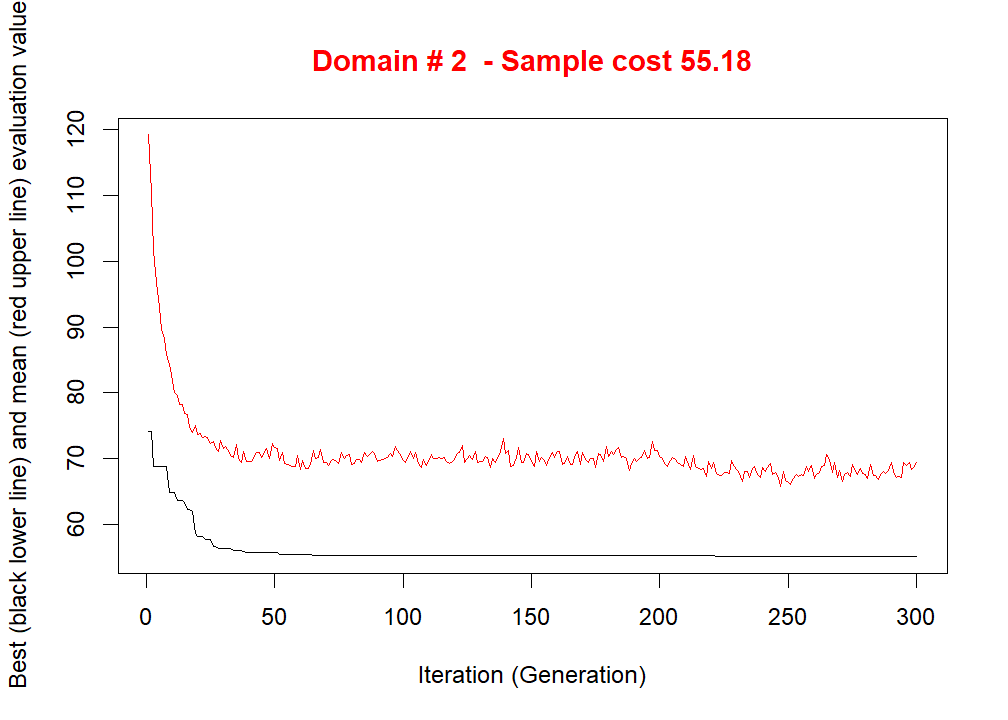 Domain # 2 - Sample cost 55.18
Best (black lower line) and mean (red upper line) evaluation value
120
110
100
90
80
70
60
0 50 100 150 200 250 300
Iteration (Generation)